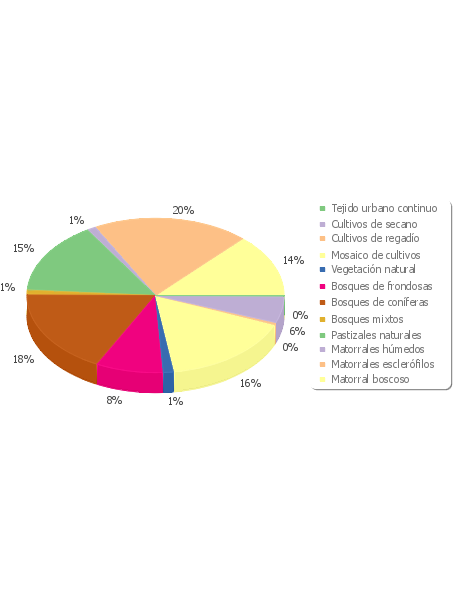 20%
1%
14%
15%
1%
0%
6%
0%
18%
16%
8%
1%
Tejido urbano continuo
Cultivos de secano
Cultivos de regadío
Mosaico de cultivos
Vegetación natural
Bosques de frondosas
Bosques de coníferas
Bosques mixtos
Pastizales naturales
Matorrales húmedos
Matorrales esclerófilos
Matorral boscoso